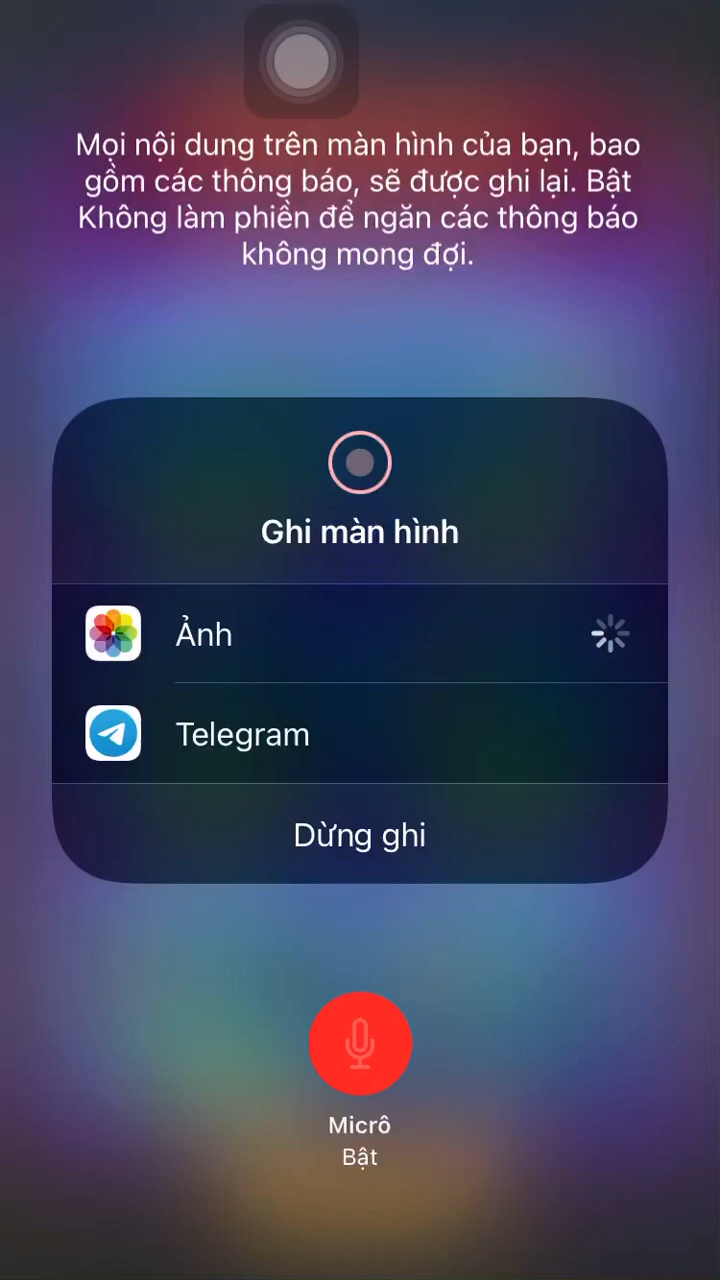 Mọi nội dung trên màn hình của bạn, bao
gồm các thông báo, sẽ được ghi lại. Bật
Không làm phiền để ngăn các thông báo
không mong đợi.
Ghi màn hình
Ảnh
Telegram
Dừng ghi
Micrô
Bật